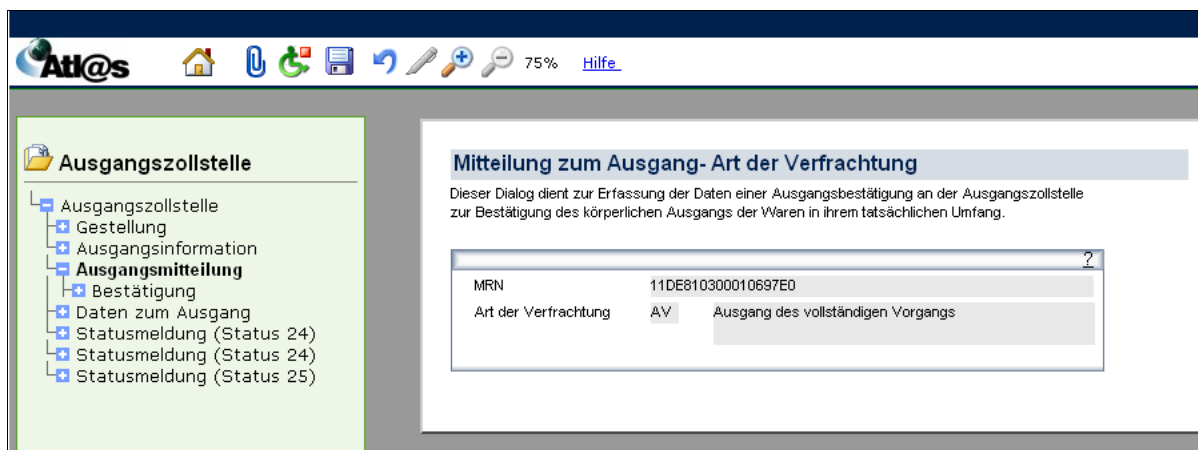 Atl@s
75%
Hilfe
Ausgangszollstelle
Ausgangszollstelle
Gestellung
Ausgangsinformation
Ausgangsmitteilung
Bestätigung
Daten zum Ausgang
Statusmeldung (Status 24)
Statusmeldung (Status 24)
Statusmeldung (Status 25)
Mitteilung zum Ausgang- Art der Verfrachtung
Dieser Dialog dient zur Erfassung der Daten einer Ausgangsbestätigung an der Ausgangszollstelle
zur Bestätigung des körperlichen Ausgangs der Waren in ihrem tatsächlichen Umfang.
?
MRN 11DE810300010697E0
Art der Verfrachtung AV Ausgang des vollständigen Vorgangs